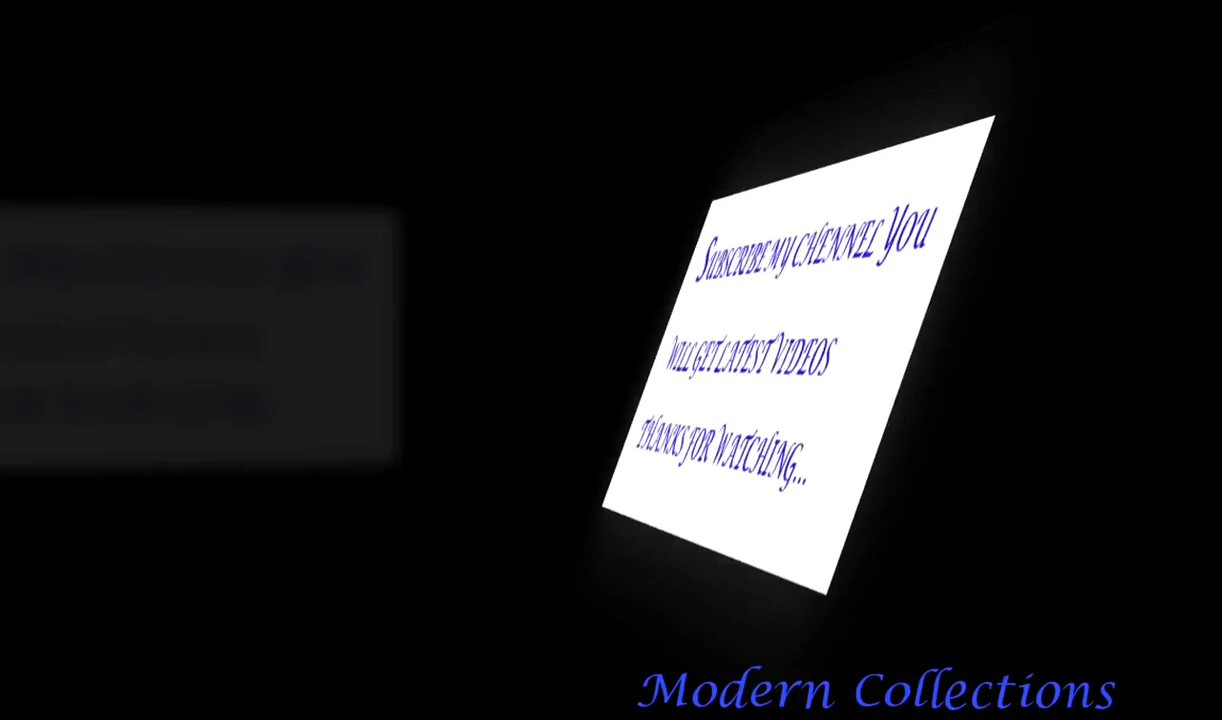 Subscribe my chennel You
will get latest Videos
thanks for watching...
Modern Collections